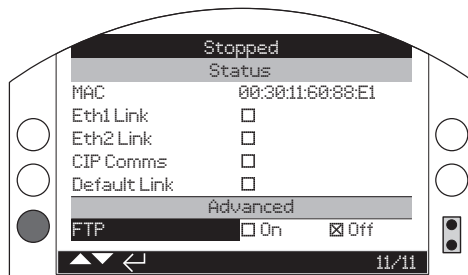 Stopped
Status
MAC 00:30:11:60:88:E1
Eth1 Link ☐
Eth2 Link ☐
CIP Comms ☐
Default Link ☐
Advanced
FTP ☐ On ☒ Off
11/11